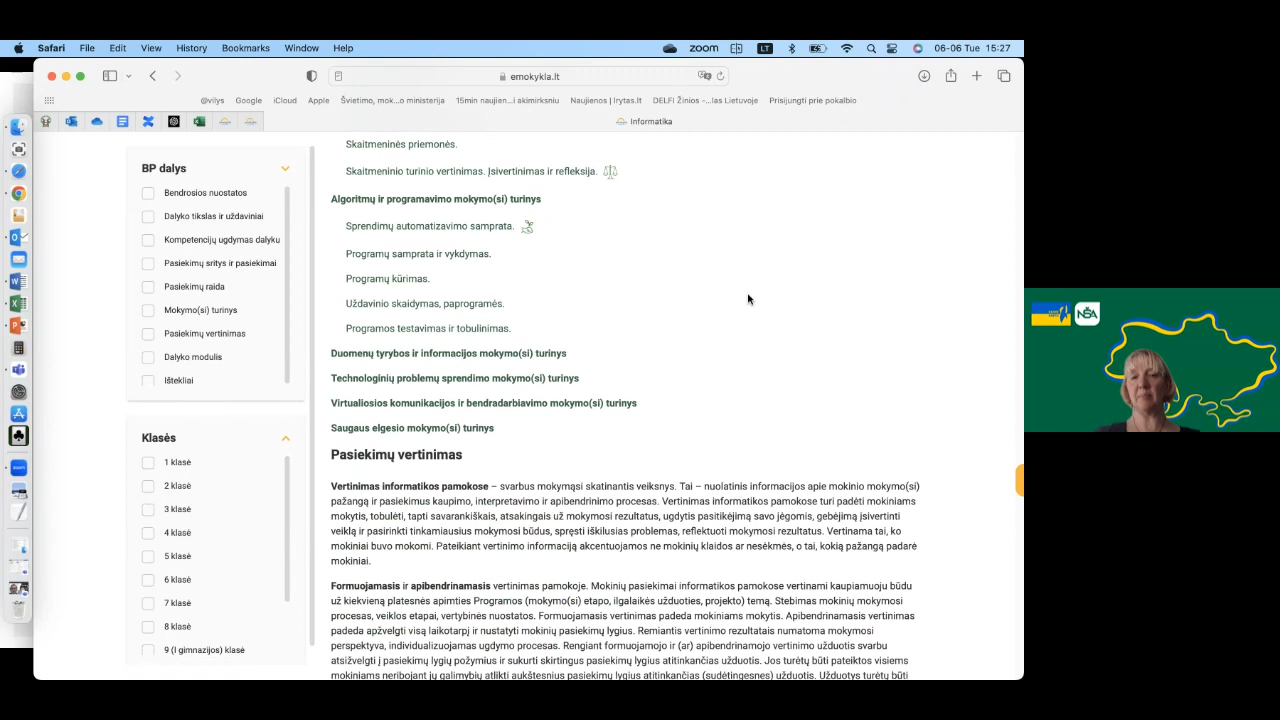 Safari File Edit View History Bookmarks Window Help
zoom LT 06-06 Tue 15:27
emokykla.lt
@vilys Google iCloud Apple Švietimo, mok...o ministerija 15min naujien...i akimirksniu Naujienos | lrytas.lt DELFI Žinios –...las Lietuvoje Prisijungti prie pokalbio
Informatika
BP dalys
Bendrosios nuostatos
Dalyko tikslas ir uždaviniai
Kompetencijų ugdymas dalyku
Pasiekimų sritys ir pasiekimai
Pasiekimų raida
Mokymo(si) turinys
Pasiekimų vertinimas
Dalyko modulis
Ištekliai
Klasės
1 klasė
2 klasė
3 klasė
4 klasė
5 klasė
6 klasė
7 klasė
8 klasė
9 (I gimnazijos) klasė
Skaitmeninės priemonės.
Skaitmeninio turinio vertinimas. Įsivertinimas ir refleksija.
Algoritmų ir programavimo mokymo(si) turinys
Sprendimų automatizavimo samprata.
Programų samprata ir vykdymas.
Programų kūrimas.
Uždavinio skaidymas, paprogramės.
Programos testavimas ir tobulinimas.
Duomenų tyrybos ir informacijos mokymo(si) turinys
Technologinių problemų sprendimo mokymo(si) turinys
Virtualiosios komunikacijos ir bendradarbiavimo mokymo(si) turinys
Saugaus elgesio mokymo(si) turinys
Pasiekimų vertinimas
Vertinimas informatikos pamokose – svarbus mokymąsi skatinantis veiksnys. Tai – nuolatinis informacijos apie mokinio mokymo(si)
pažangą ir pasiekimus kaupimo, interpretavimo ir apibendrinimo procesas. Vertinimas informatikos pamokose turi padėti mokiniams
mokytis, tobulėti, tapti savarankiškais, atsakingais už mokymosi rezultatus, ugdytis pasitikėjimą savo jėgomis, gebėjimą įsivertinti
veiklą ir pasirinkti tinkamiausius mokymosi būdus, spręsti iškilusias problemas, reflektuoti mokymosi rezultatus. Vertinama tai, ko
mokiniai buvo mokomi. Pateikiant vertinimo informaciją akcentuojamos ne mokinių klaidos ar nesėkmės, o tai, kokią pažangą padarė
mokiniai.
Formuojamasis ir apibendrinamasis vertinimas pamokoje. Mokinių pasiekimai informatikos pamokose vertinami kaupiamuoju būdu
už kiekvieną platesnės apimties Programos (mokymo(si) etapo, ilgalaikės užduoties, projekto) temą. Stebimas mokinių mokymosi
procesas, veiklos etapai, vertybinės nuostatos. Formuojamasis vertinimas padeda mokiniams mokytis. Apibendrinamasis vertinimas
padeda apžvelgti visą laikotarpį ir nustatyti mokinių pasiekimų lygius. Remiantis vertinimo rezultatais numatoma mokymosi
perspektyva, individualizuojamas ugdymo procesas. Rengiant formuojamojo ir (ar) apibendrinamojo vertinimo užduotis svarbu
atsižvelgti į pasiekimų lygių požymius ir sukurti skirtingus pasiekimų lygius atitinkančias užduotis. Jos turėtų būti pateiktos visiems
mokiniams neribojant jų galimybių atlikti aukštesnius pasiekimų lygius atitinkančias (sudėtingesnes) užduotis. Užduotys turėtų būti
NŠA